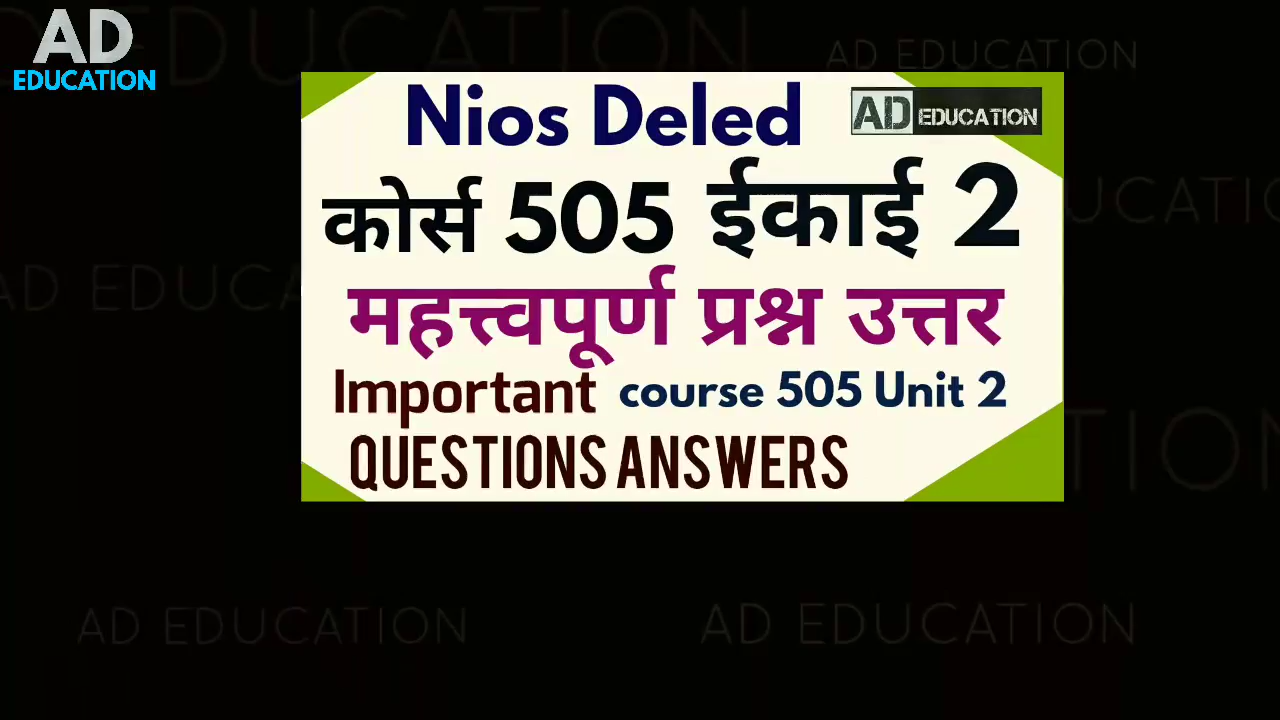 AD
EDUCATION
AD EDUCATION
Nios Deled
AD EDUCATION
कोर्स 505 ईकाई 2
महत्त्वपूर्ण प्रश्न उत्तर
Important course 505 Unit 2
QUESTIONS ANSWERS
AD EDUCATION
AD EDUCATION